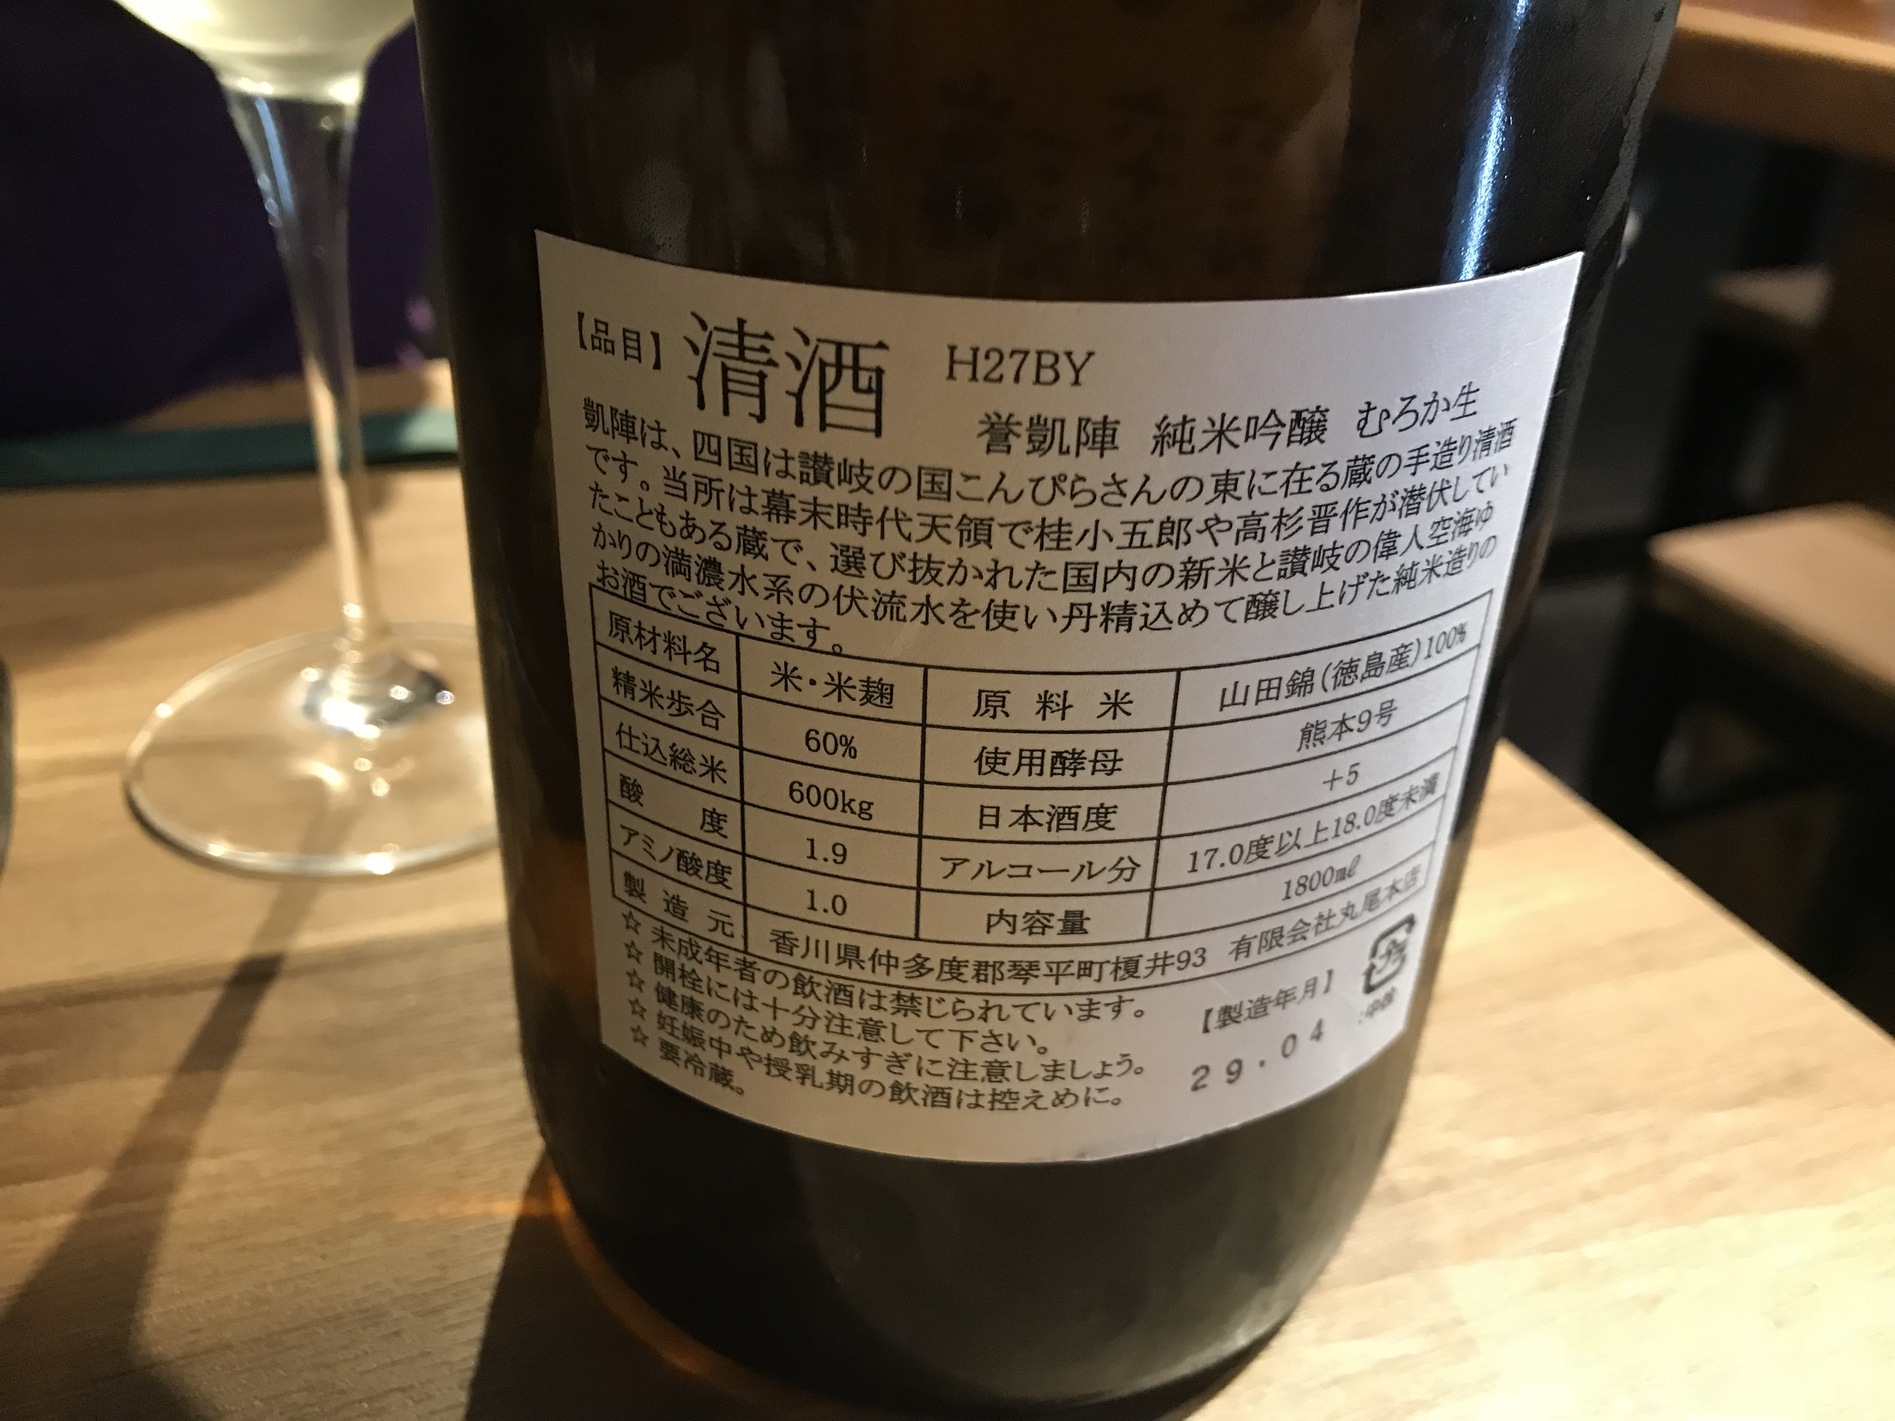 【品目】清酒 H27BY
誉凱陣 純米吟醸 むろか生
凱陣は、四国は讃岐の国こんぴらさんの東に在る蔵の手造り清酒
です。当所は幕末時代天領で桂小五郎や高杉晋作が潜伏してい
たこともある蔵で、選び抜かれた国内の新米と讃岐の偉人空海ゆ
かりの満濃水系の伏流水を使い丹精込めて醸し上げた純米造りの
お酒でございます。
原材料名 米・米麹 原料米 山田錦(徳島産)100%
精米歩合 60% 使用酵母 熊本9号
仕込総米 600kg 日本酒度 +5
酸度 1.9 アルコール分 17.0度以上18.0度未満
アミノ酸度 1.0 内容量 1800㎖
製造元 香川県仲多度郡琴平町榎井93 有限会社丸尾本店
☆ 未成年者の飲酒は禁じられています。
☆ 開栓には十分注意して下さい。
☆ 健康のため飲みすぎに注意しましょう。
☆ 妊娠中や授乳期の飲酒は控えめに。
☆ 要冷蔵。
【製造年月】
29.04